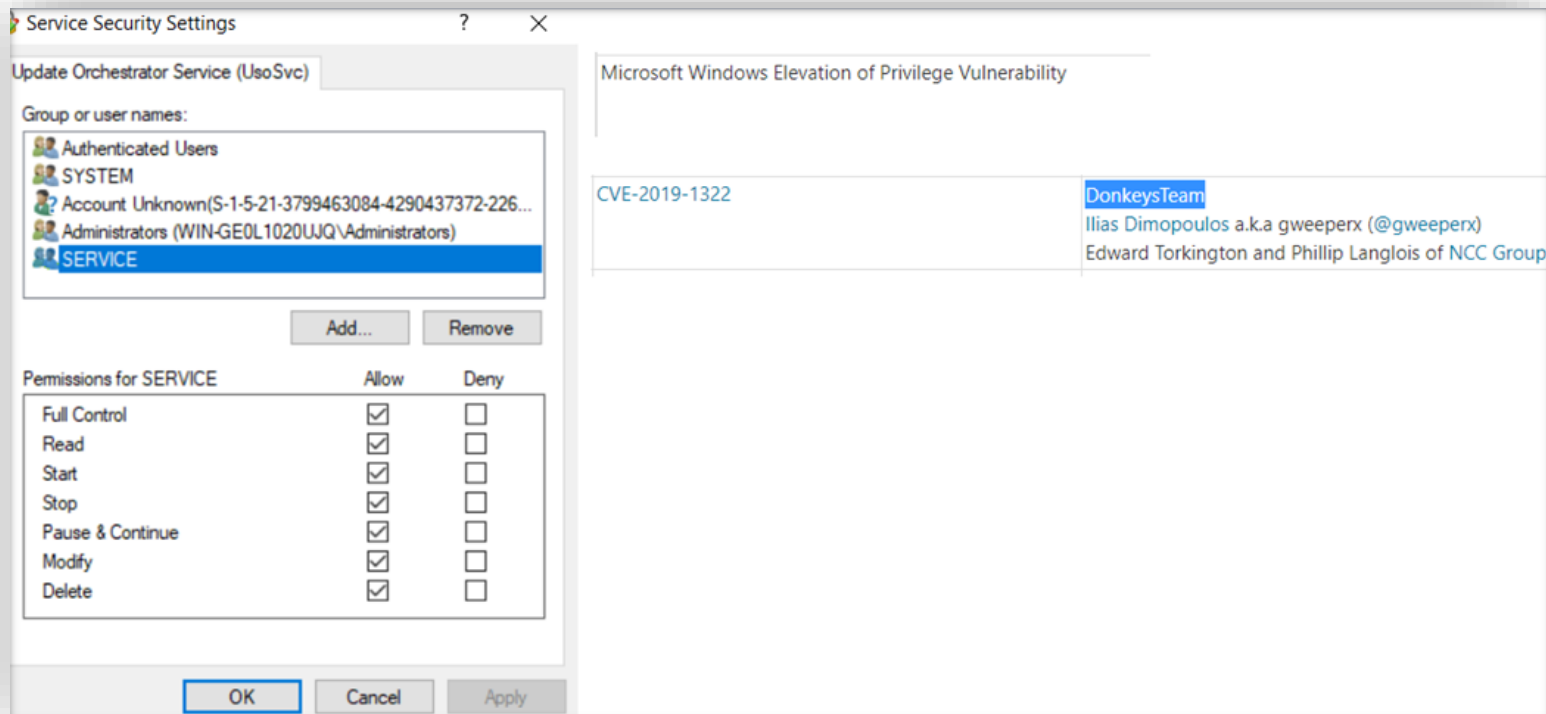 Service Security Settings
?
Update Orchestrator Service (UsoSvc)
Group or user names:
Authenticated Users
SYSTEM
Account Unknown(S-1-5-21-3799463084-4290437372-226...
Administrators (WIN-GE0L1020UJQ\Administrators)
SERVICE
Add...
Remove
Permissions for SERVICE
Allow
Deny
Full Control
Read
Start
Stop
Pause & Continue
Modify
Delete
OK
Cancel
Apply
Microsoft Windows Elevation of Privilege Vulnerability
CVE-2019-1322
DonkeysTeam
Ilias Dimopoulos a.k.a gweeperx (@gweeperx)
Edward Torkington and Phillip Langlois of NCC Group